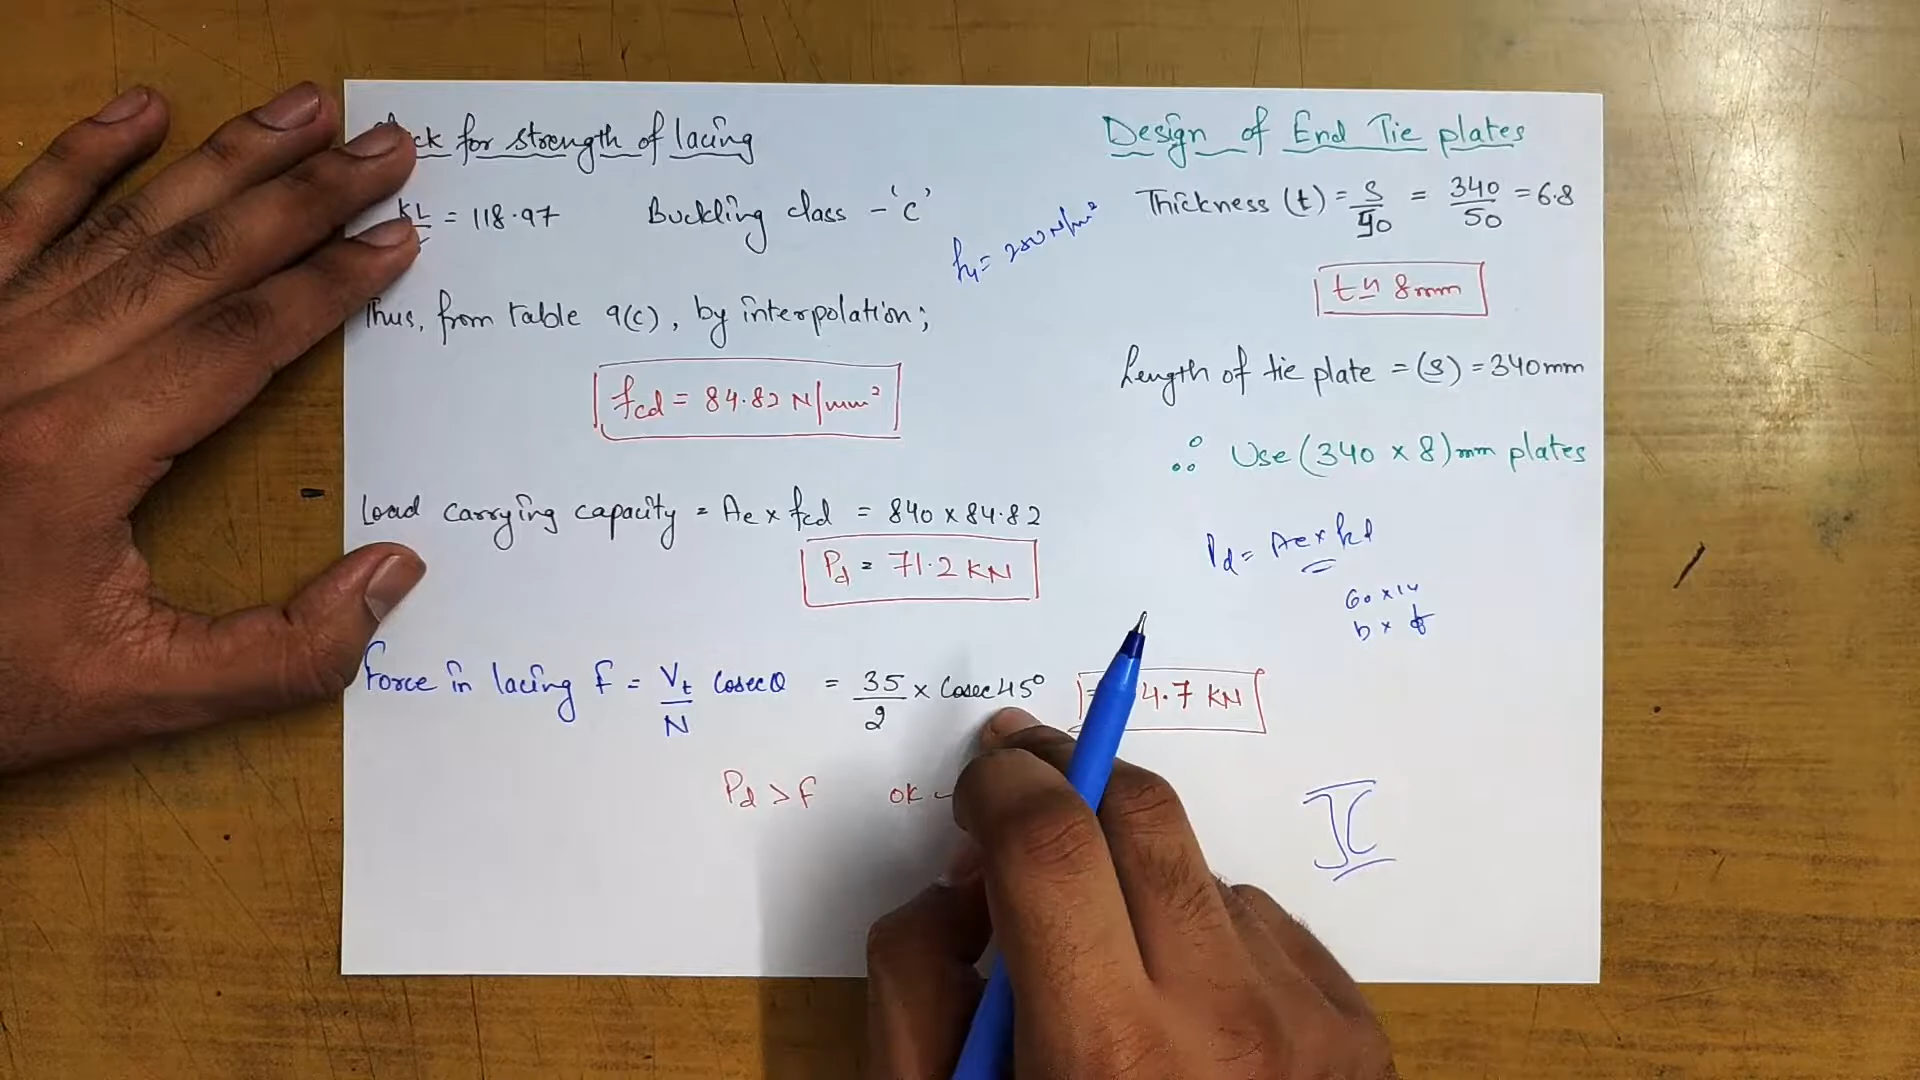 ck for strength of lacing
KL/r = 118.97 Buckling class - 'c'
fy = 250 N/mm²
Thus, from table 9(c), by interpolation;
fcd = 84.82 N/mm²
Load carrying capacity = Ae x fcd = 840 x 84.82
Pd = 71.2 KN
Force in lacing F = Vt/N Cosecθ = 35/2 x Cosec45° 4.7 KN
Pd > F OK
Design of End Tie plates
Thickness (t) = S/50 = 340/50 = 6.8
t ≃ 8mm
Length of tie plate = (S) = 340mm
∴ Use (340 x 8)mm plates
Pd = Ae x fcd
60 x 14
b x t